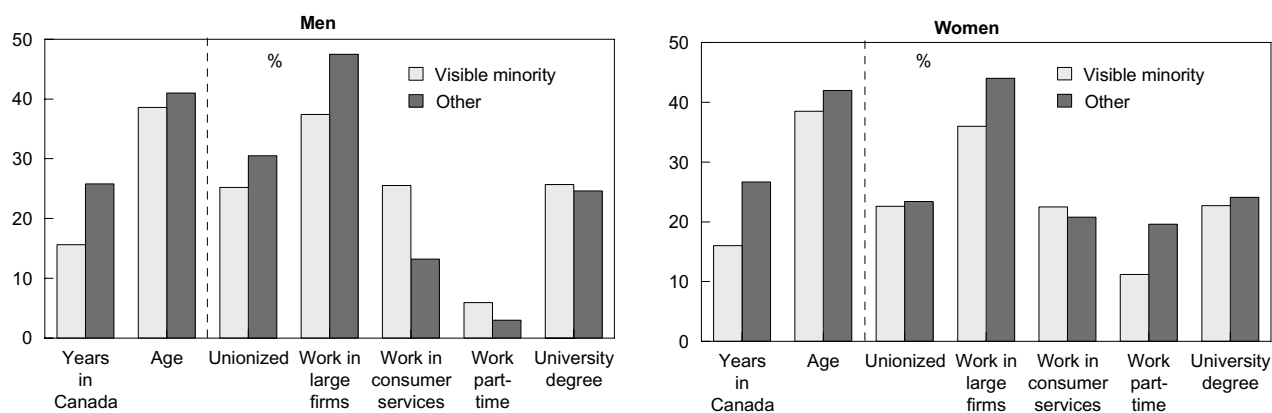 Men
50
40
30
20
10
0
%
Visible minority
Other
Years
in
Canada
Age
Unionized
Work in
large
firms
Work in
consumer
services
Work
part-
time
University
degree
Women
50
40
30
20
10
0
%
Visible minority
Other
Years
in
Canada
Age
Unionized
Work in
large
firms
Work in
consumer
services
Work
part-
time
University
degree